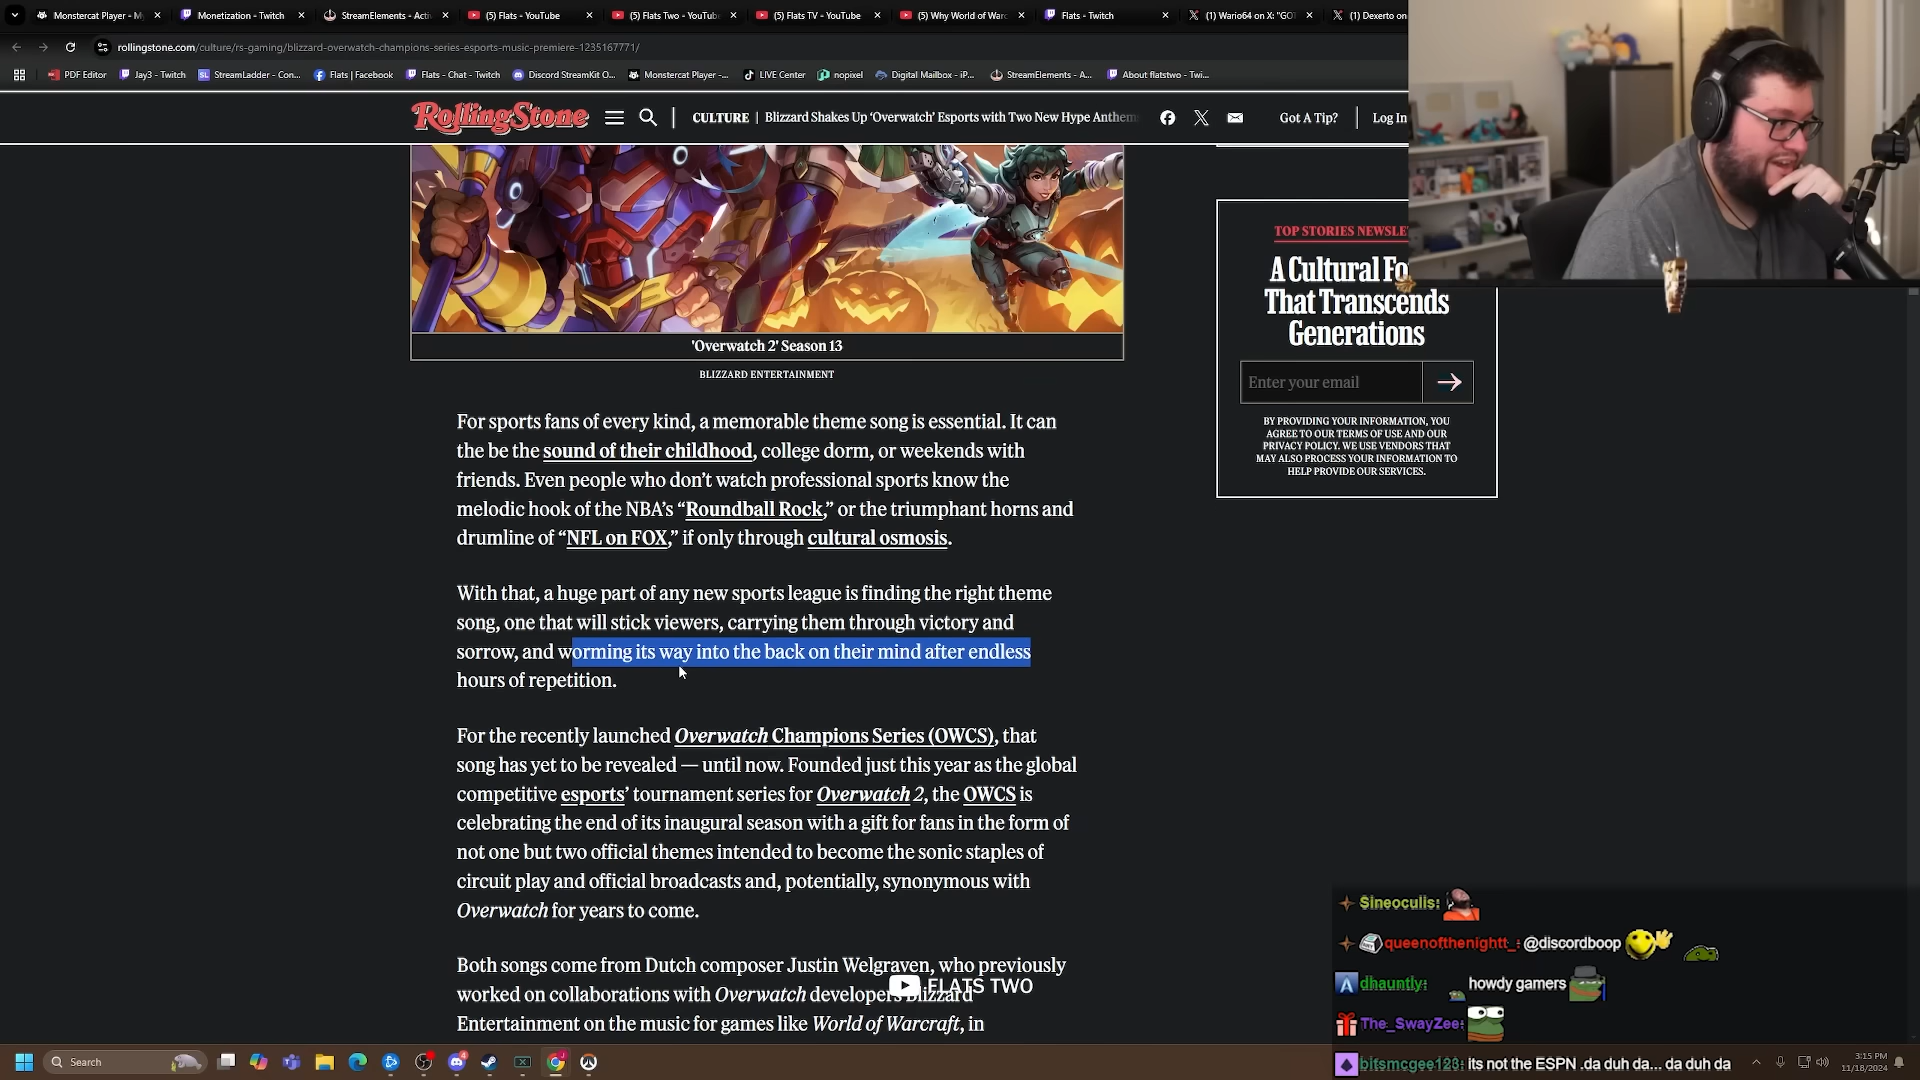 Monstercat Player - My
Monetization - Twitch
StreamElements - Acti
(5) Flats - YouTube
(5) Flats Two - YouTub
(5) Flats TV - YouTube
(5) Why World of Warc
Flats - Twitch
(1) Wario64 on X: "GOT
(1) Dexerto on
rollingstone.com/culture/rs-gaming/blizzard-overwatch-champions-series-esports-music-premiere-1235167771/
PDF Editor
Jay3 - Twitch
StreamLadder - Con...
Flats | Facebook
Flats - Chat - Twitch
Discord StreamKit O...
Monstercat Player -...
LIVE Center
nopixel
Digital Mailbox - iP...
StreamElements - A...
About flatstwo - Twi...
RollingStone
CULTURE | Blizzard Shakes Up 'Overwatch' Esports with Two New Hype Anthem
Got A Tip?
Log In
'Overwatch 2' Season 13
BLIZZARD ENTERTAINMENT
For sports fans of every kind, a memorable theme song is essential. It can
the be the sound of their childhood, college dorm, or weekends with
friends. Even people who don't watch professional sports know the
melodic hook of the NBA's "Roundball Rock," or the triumphant horns and
drumline of "NFL on FOX," if only through cultural osmosis.
With that, a huge part of any new sports league is finding the right theme
song, one that will stick viewers, carrying them through victory and
sorrow, and worming its way into the back on their mind after endless
hours of repetition.
For the recently launched Overwatch Champions Series (OWCS), that
song has yet to be revealed — until now. Founded just this year as the global
competitive esports' tournament series for Overwatch 2, the OWCS is
celebrating the end of its inaugural season with a gift for fans in the form of
not one but two official themes intended to become the sonic staples of
circuit play and official broadcasts and, potentially, synonymous with
Overwatch for years to come.
Both songs come from Dutch composer Justin Welgraven, who previously
worked on collaborations with Overwatch developers Blizzard
Entertainment on the music for games like World of Warcraft, in
FLATS TWO
TOP STORIES NEWSLE
A Cultural Fo
That Transcends
Generations
Enter your email
BY PROVIDING YOUR INFORMATION, YOU
AGREE TO OUR TERMS OF USE AND OUR
PRIVACY POLICY. WE USE VENDORS THAT
MAY ALSO PROCESS YOUR INFORMATION TO
HELP PROVIDE OUR SERVICES.
Sineoculis:
queenofthenightt_: @discordboop
dhauntly: howdy gamers
The_SwayZee:
bitsmcgee123: its not the ESPN .da duh da... da duh da
Search
3:15 PM
11/18/2024